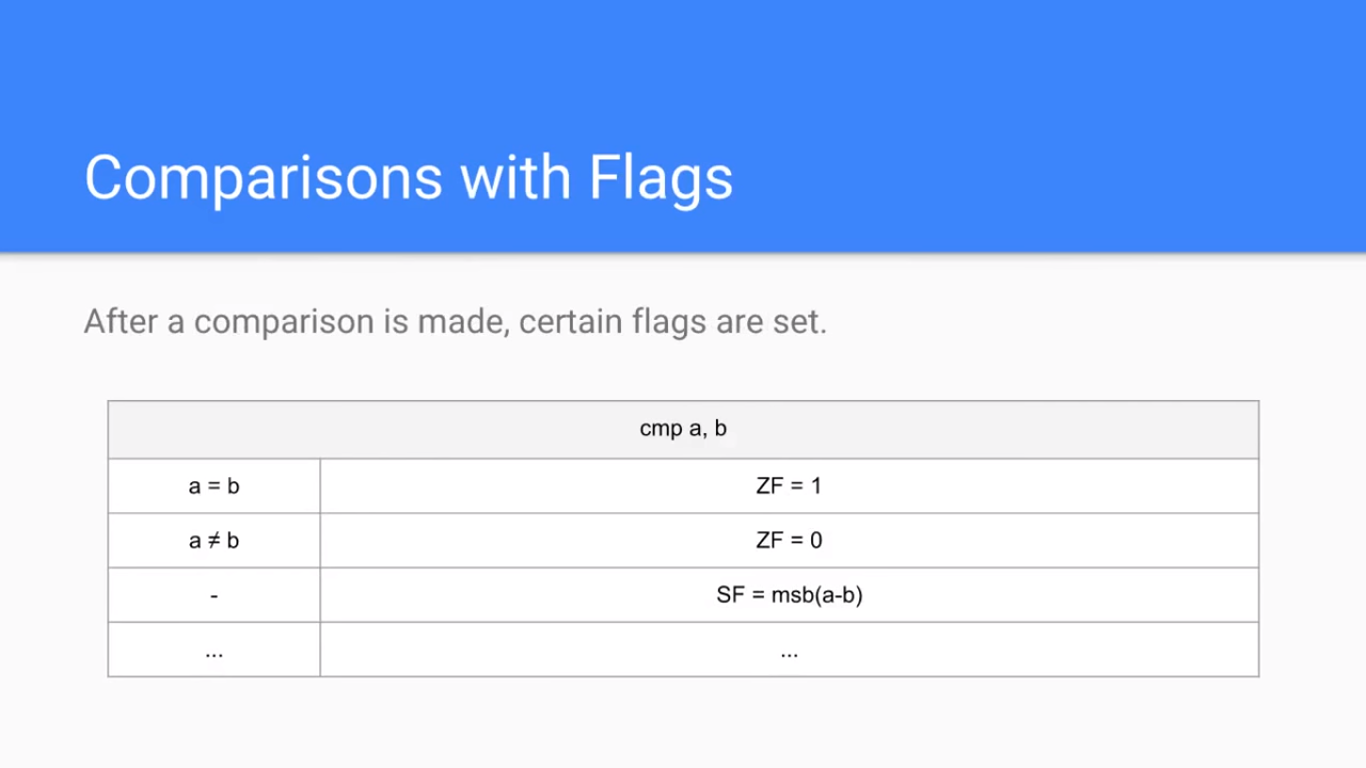 Comparisons with Flags
After a comparison is made, certain flags are set.
cmp a, b
a = b ZF = 1
a ≠ b ZF = 0
- SF = msb(a-b)
... ...